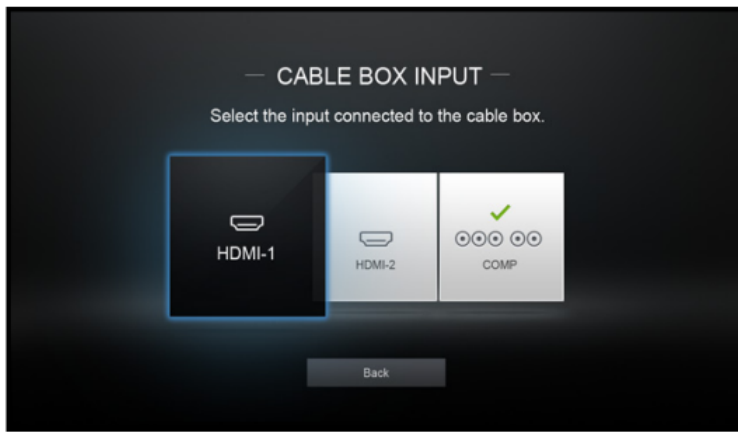 CABLE BOX INPUT
Select the input connected to the cable box.
HDMI-1
HDMI-2
COMP
Back